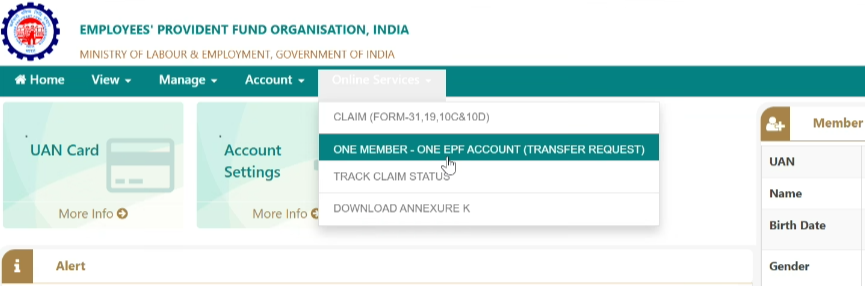 EMPLOYEES' PROVIDENT FUND ORGANISATION, INDIA
MINISTRY OF LABOUR & EMPLOYMENT, GOVERNMENT OF INDIA
Home View Manage Account Online Services
CLAIM (FORM-31,19,10C&10D)
ONE MEMBER - ONE EPF ACCOUNT (TRANSFER REQUEST)
TRACK CLAIM STATUS
DOWNLOAD ANNEXURE K
UAN Card
More Info
Account
Settings
More Info
Member
UAN
Name
Birth Date
Gender
Alert